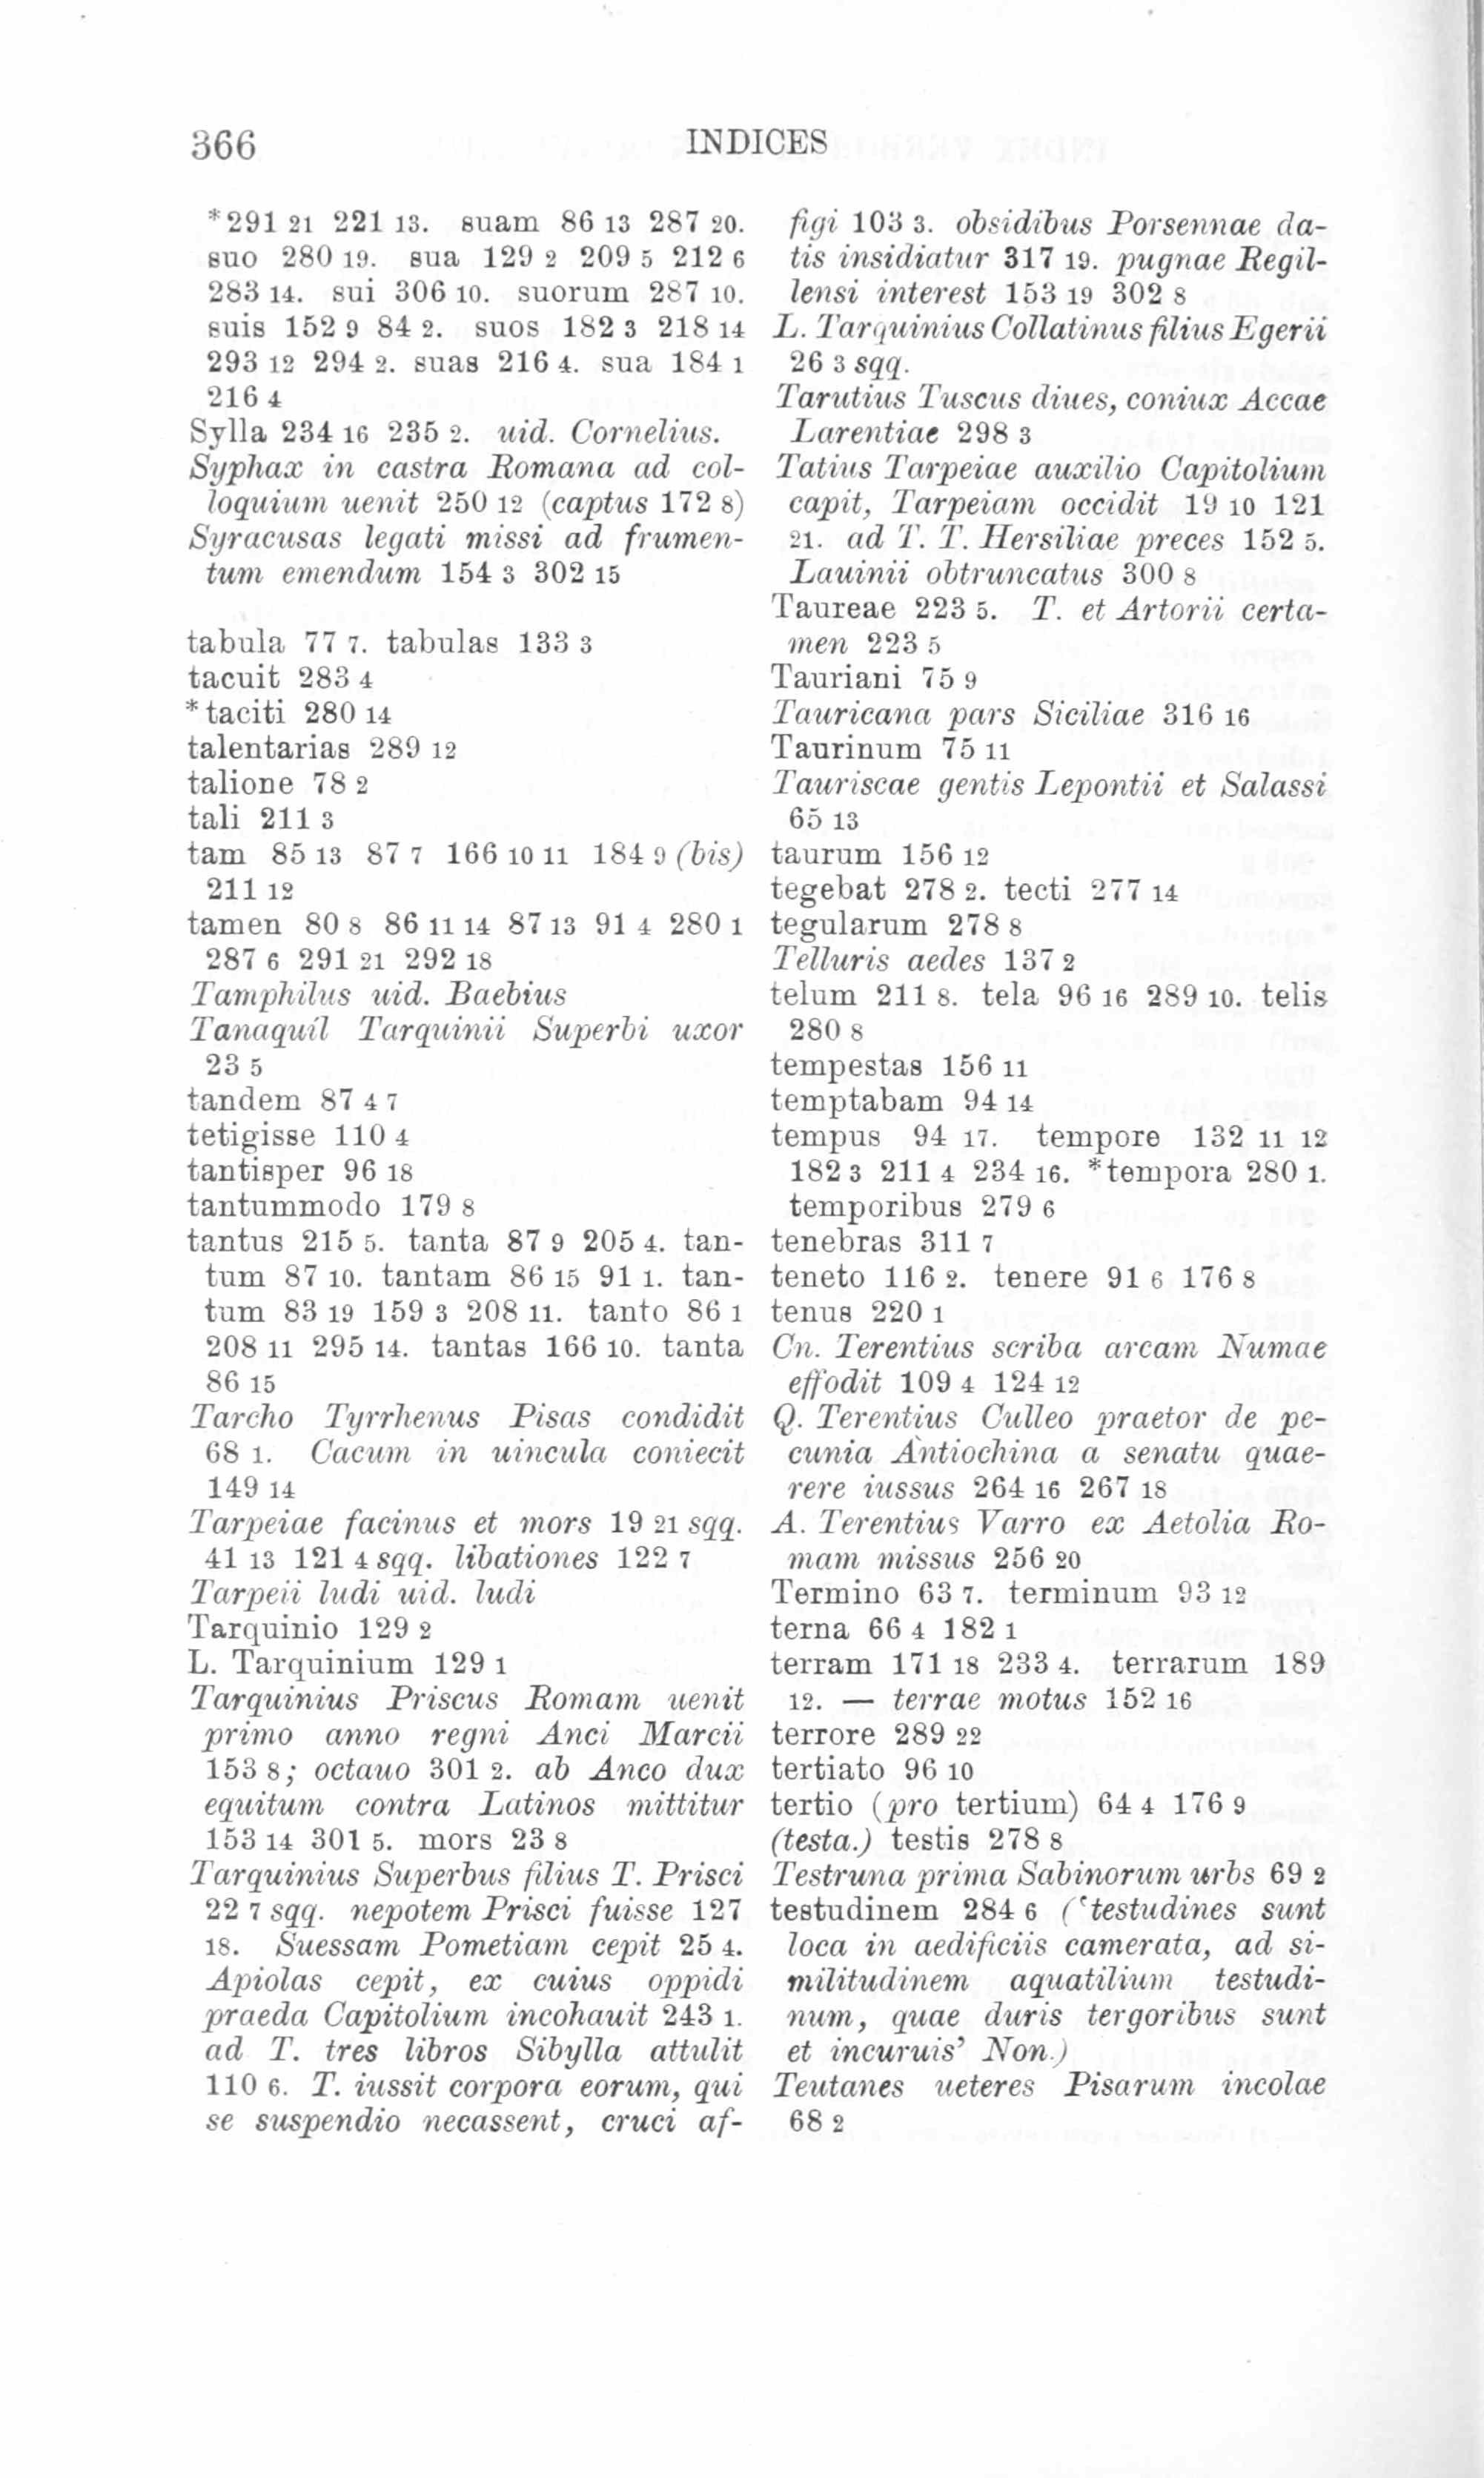 366
INDICES
*291 21 221 13. suam 86 13 287 20.
suo 280 19. sua 129 2 209 5 212 6
283 14. sui 306 10. suorum 287 10.
suis 152 9 84 2. suos 182 3 218 14
293 12 294 2. suas 216 4. sua 184 1
216 4
Sylla 234 16 235 2. uid. Cornelius.
Syphax in castra Romana ad col-
loquium uenit 250 12 (captus 172 8)
Syracusas legati missi ad frumen-
tum emendum 154 3 302 15
tabula 77 7. tabulas 133 3
tacuit 283 4
*taciti 280 14
talentarias 289 12
talione 78 2
tali 211 3
tam 85 13 87 7 166 10 11 184 9 (bis)
211 12
tamen 80 8 86 11 14 87 13 91 4 280 1
287 6 291 21 292 18
Tamphilus uid. Baebius
Tanaquil Tarquinii Superbi uxor
23 5
tandem 87 4 7
tetigisse 110 4
tantisper 96 18
tantummodo 179 8
tantus 215 5. tanta 87 9 205 4. tan-
tum 87 10. tantam 86 15 91 1. tan-
tum 83 19 159 3 208 11. tanto 86 1
208 11 295 14. tantas 166 10. tanta
86 15
Tarcho Tyrrhenus Pisas condidit
68 1. Cacum in uincula coniecit
149 14
Tarpeiae facinus et mors 19 21 sqq.
41 13 121 4 sqq. libationes 122 7
Tarpeii ludi uid. ludi
Tarquinio 129 2
L. Tarquinium 129 1
Tarquinius Priscus Romam uenit
primo anno regni Anci Marcii
153 8; octauo 301 2. ab Anco dux
equitum contra Latinos mittitur
153 14 301 5. mors 23 8
Tarquinius Superbus filius T. Prisci
22 7 sqq. nepotem Prisci fuisse 127
18. Suessam Pometiam cepit 25 4.
Apiolas cepit, ex cuius oppidi
praeda Capitolium incohauit 243 1.
ad T. tres libros Sibylla attulit
110 6. T. iussit corpora eorum, qui
se suspendio necassent, cruci af-
figi 103 3. obsidibus Porsennae da-
tis insidiatur 317 19. pugnae Regil-
lensi interest 153 19 302 8
L. Tarquinius Collatinus filius Egerii
26 3 sqq.
Tarutius Tuscus diues, coniux Accae
Larentiae 298 3
Tatius Tarpeiae auxilio Capitolium
capit, Tarpeiam occidit 19 10 121
21. ad T. T. Hersiliae preces 152 5.
Lauinii obtruncatus 300 8
Taureae 223 5. T. et Artorii certa-
men 223 5
Tauriani 75 9
Tauricana pars Siciliae 316 16
Taurinum 75 11
Tauriscae gentis Lepontii et Salassi
65 13
taurum 156 12
tegebat 278 2. tecti 277 14
tegularum 278 8
Telluris aedes 137 2
telum 211 8. tela 96 16 289 10. telis
280 8
tempestas 156 11
temptabam 94 14
tempus 94 17. tempore 132 11 12
182 3 211 4 234 16. *tempora 280 1.
temporibus 279 6
tenebras 311 7
teneto 116 2. tenere 91 6 176 8
tenus 220 1
Cn. Terentius scriba arcam Numae
effodit 109 4 124 12
Q. Terentius Culleo praetor de pe-
cunia Antiochina a senatu quae-
rere iussus 264 16 267 18
A. Terentius Varro ex Aetolia Ro-
mam missus 256 20
Termino 63 7. terminum 93 12
terna 66 4 182 1
terram 171 18 233 4. terrarum 189
12. — terrae motus 152 16
terrore 289 22
tertiato 96 10
tertio (pro tertium) 64 4 176 9
(testa.) testis 278 8
Testruna prima Sabinorum urbs 69 2
testudinem 284 6 (‘testudines sunt
loca in aedificiis camerata, ad si-
militudinem aquatilium testudi-
num, quae duris tergoribus sunt
et incuruis’ Non.)
Teutanes ueteres Pisarum incolae
68 2